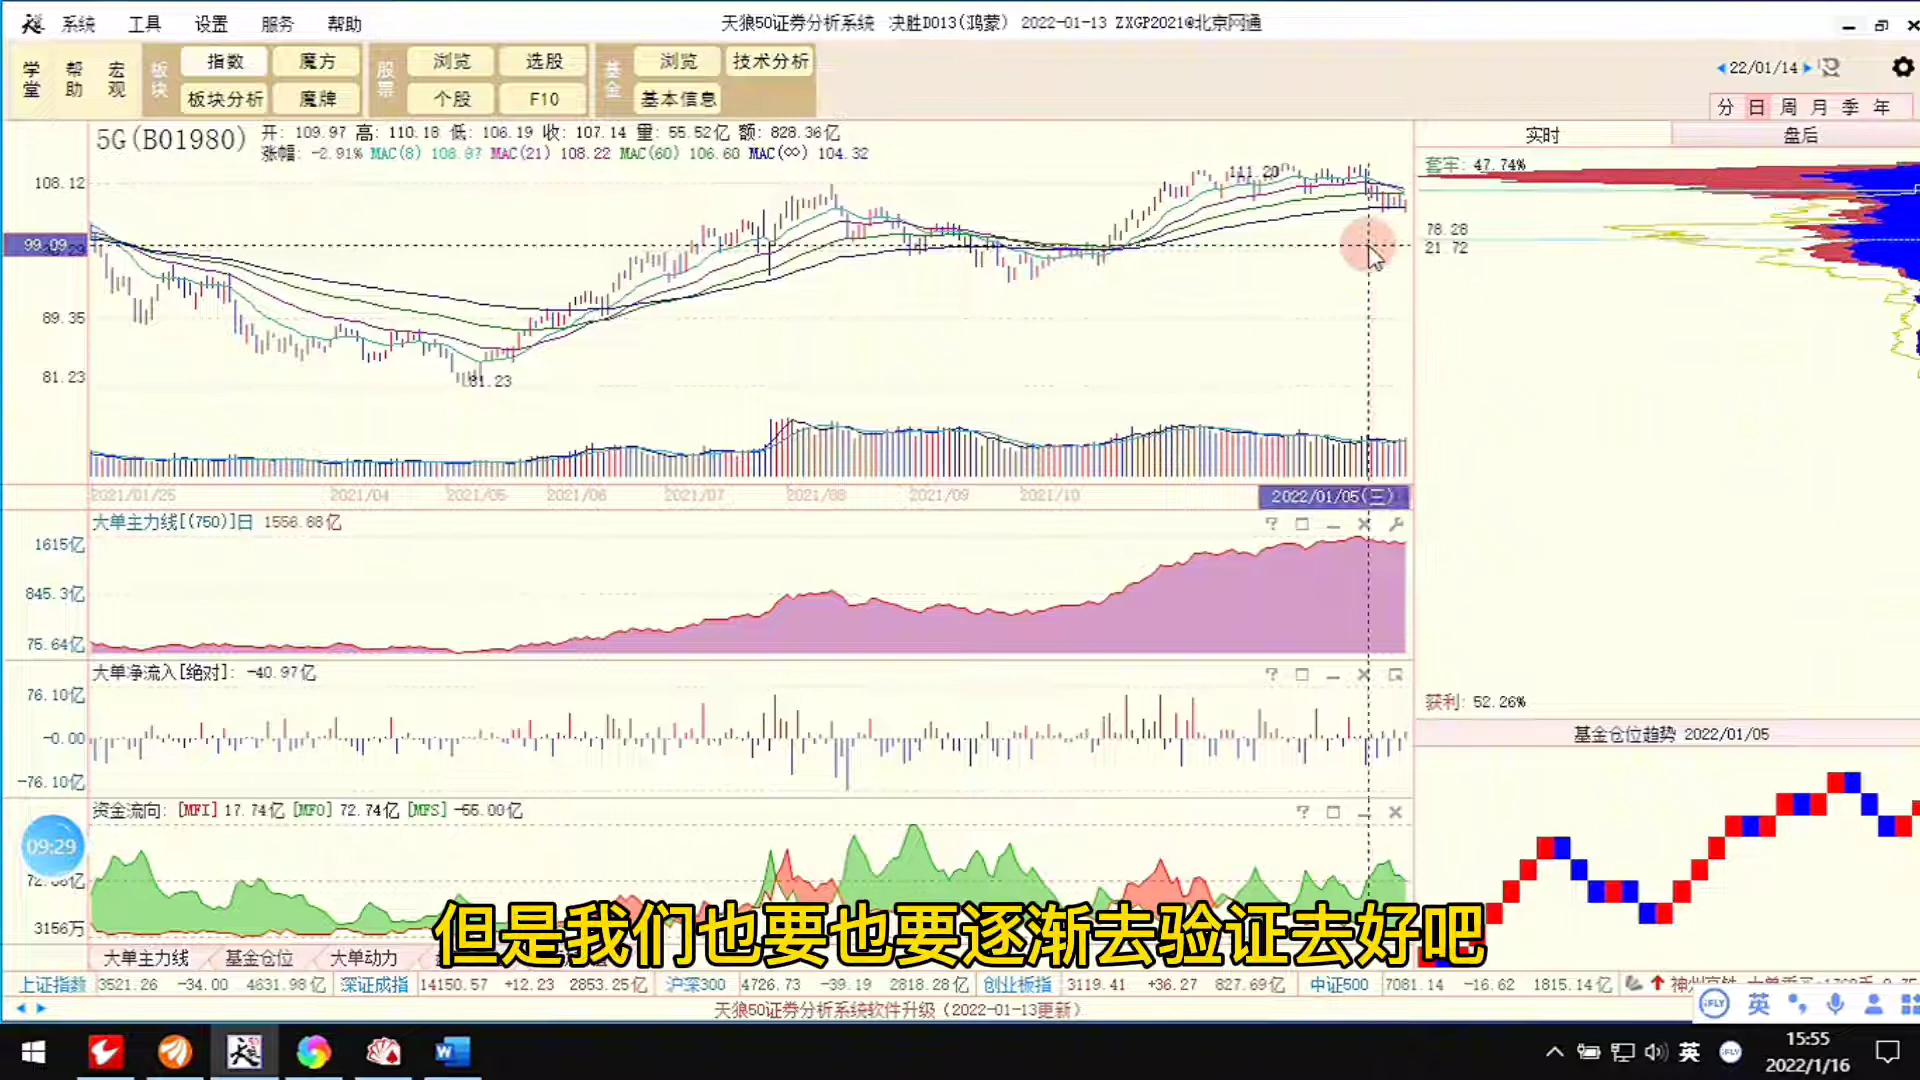 系统 工具 设置 服务 帮助
天狼50证券分析系统 决胜D013(鸿蒙) 2022-01-13 ZXGP2021@北京网通
学堂 帮助 宏观 板块 指数 魔方 股票 浏览 选股 基金 浏览 技术分析
板块分析 魔牌 个股 F10 基本信息
22/01/14
分 日 周 月 季 年
5G(B01980) 开: 109.97 高: 110.18 低: 106.19 收: 107.14 量: 55.52亿 额: 828.36亿
涨幅: -2.91% MAC(8) 108.97 MAC(21) 108.22 MAC(60) 106.60 MAC(∞) 104.32
实时 盘后
套牢: 47.74%
108.12
111.20
78.28
21.72
99.09
89.35
81.23
81.23
2021/01/25 2021/04 2021/05 2021/06 2021/07 2021/08 2021/09 2021/10 2022/01/05(三)
大单主力线[(750)]日 1556.68亿
1615亿
845.3亿
75.64亿
大单净流入[绝对]: -40.97亿
76.10亿
-0.00
-76.10亿
获利: 52.26%
基金仓位趋势 2022/01/05
资金流向: [MFI] 17.74亿 [MFO] 72.74亿 [MFS] -55.00亿
09:29
3156万
但是我们也要也要逐渐去验证去好吧
大单主力线 基金仓位 大单动力
上证指数 3521.26 -34.00 4631.98亿 深证成指 14150.57 +12.23 2853.25亿 沪深300 4726.73 -39.19 2818.28亿 创业板指 3119.41 +36.27 827.69亿 中证500 7081.14 -16.62 1815.14亿
天狼50证券分析系统软件升级(2022-01-13更新)
iFLY 英
英 iFLY
15:55
2022/1/16